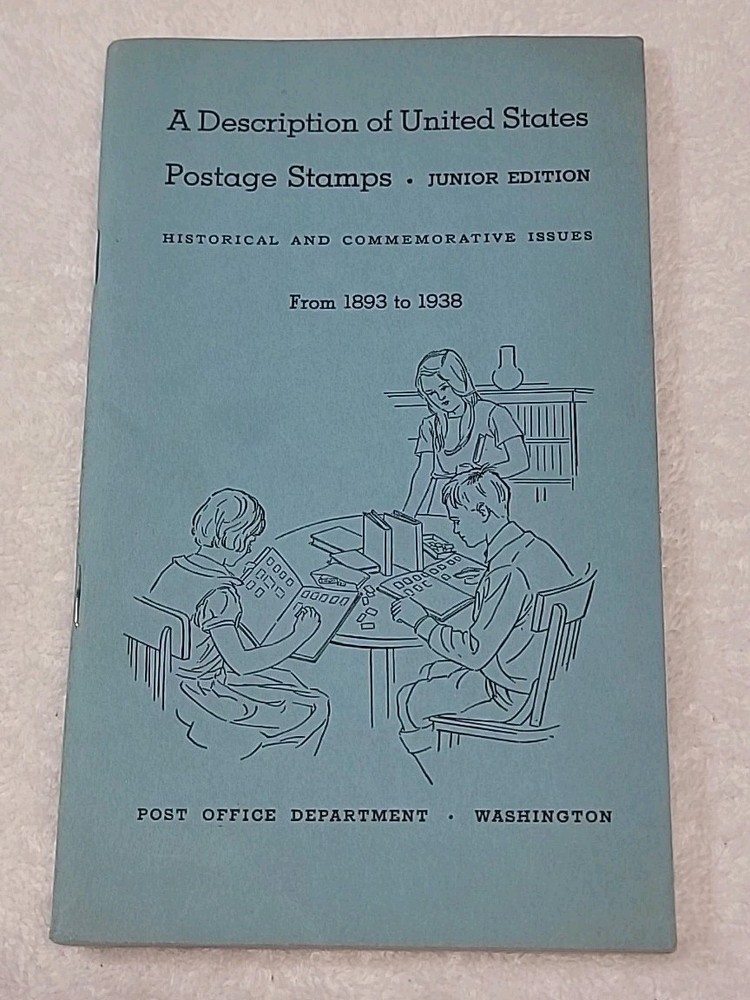 A Description of United States
Postage Stamps • JUNIOR EDITION
HISTORICAL AND COMMEMORATIVE ISSUES
From 1893 to 1938
POST OFFICE DEPARTMENT • WASHINGTON